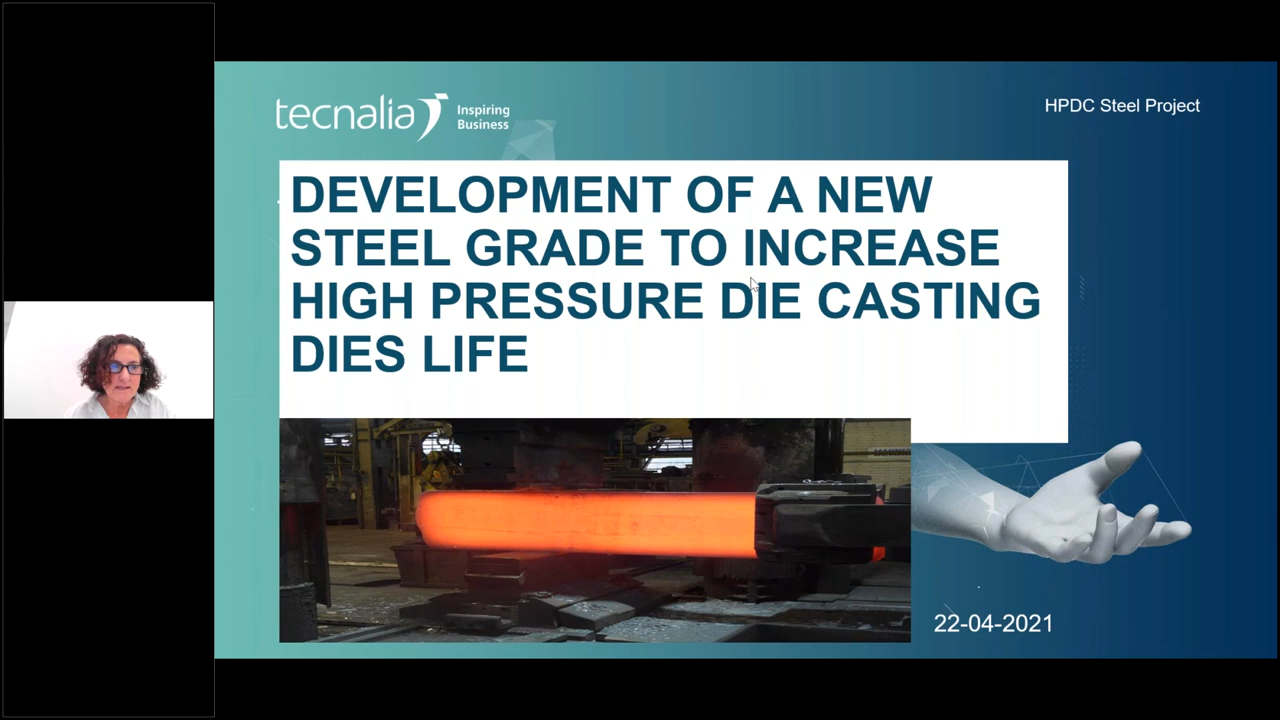 tecnalia
Inspiring
Business
HPDC Steel Project
DEVELOPMENT OF A NEW
STEEL GRADE TO INCREASE
HIGH PRESSURE DIE CASTING
DIES LIFE
22-04-2021